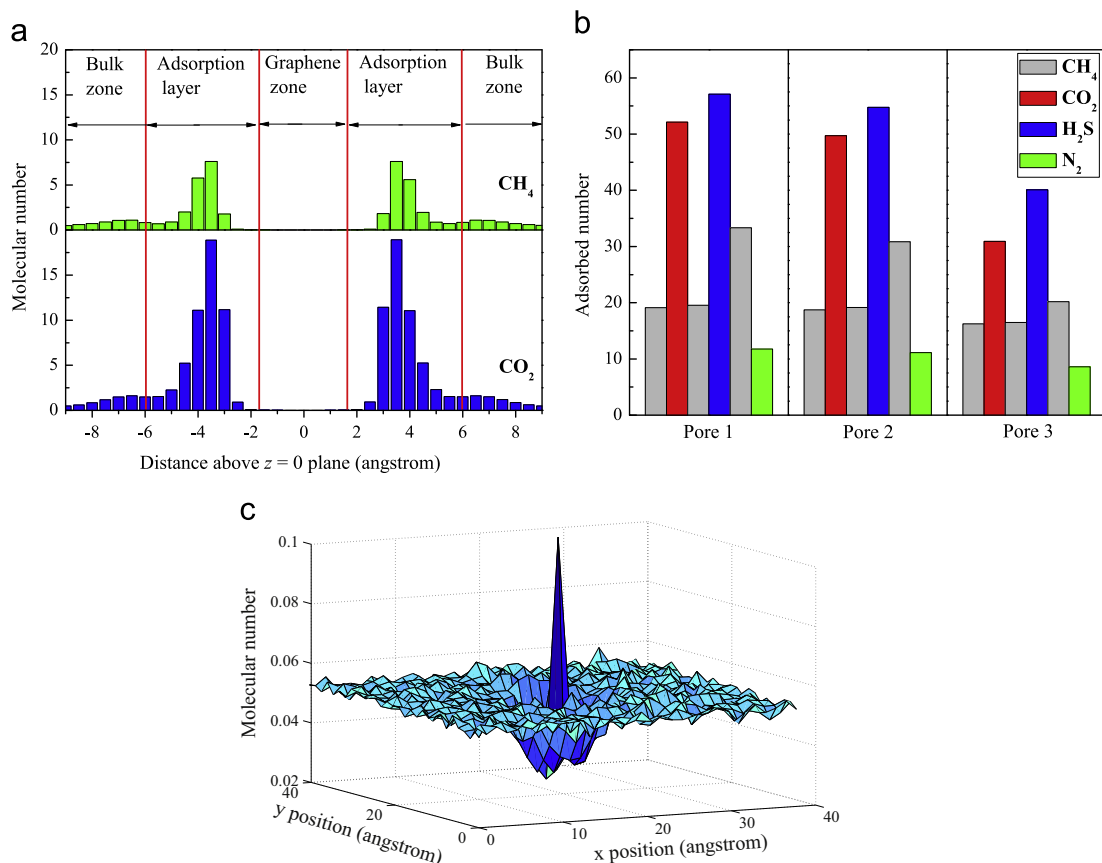 a
20
15
10
5
0
15
10
5
0
Molecular number
Bulk zone
Adsorption layer
Graphene zone
Adsorption layer
Bulk zone
CH4
CO2
-8 -6 -4 -2 0 2 4 6 8
Distance above z = 0 plane (angstrom)
b
60
50
40
30
20
10
0
Adsorbed number
CH4
CO2
H2S
N2
Pore 1 Pore 2 Pore 3
c
0.1
0.08
0.06
0.04
0.02
Molecular number
40
20
0
y position (angstrom)
0
10
20
30
40
x position (angstrom)